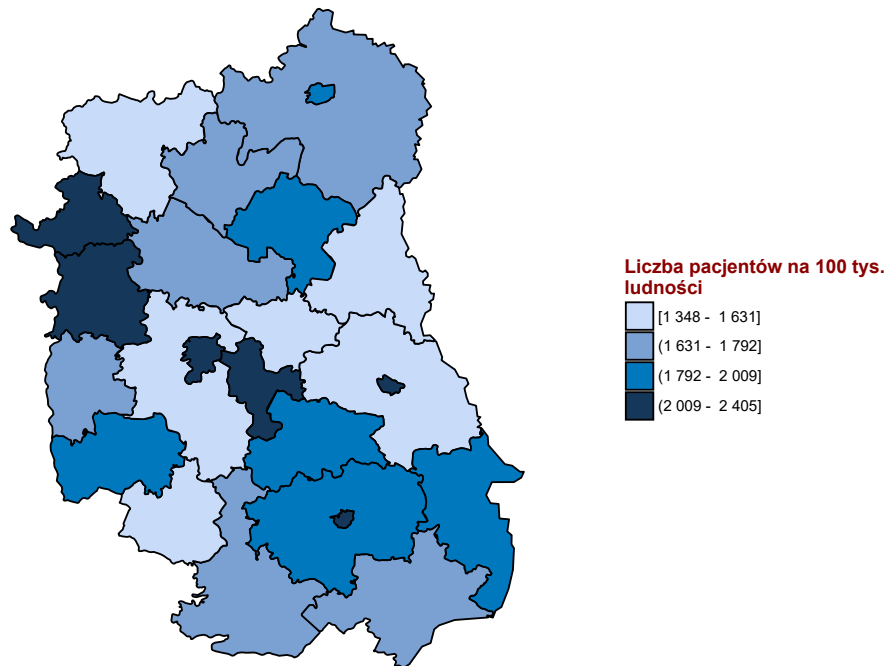 Liczba pacjentów na 100 tys.
ludności
[1 348 - 1 631]
(1 631 - 1 792]
(1 792 - 2 009]
(2 009 - 2 405]